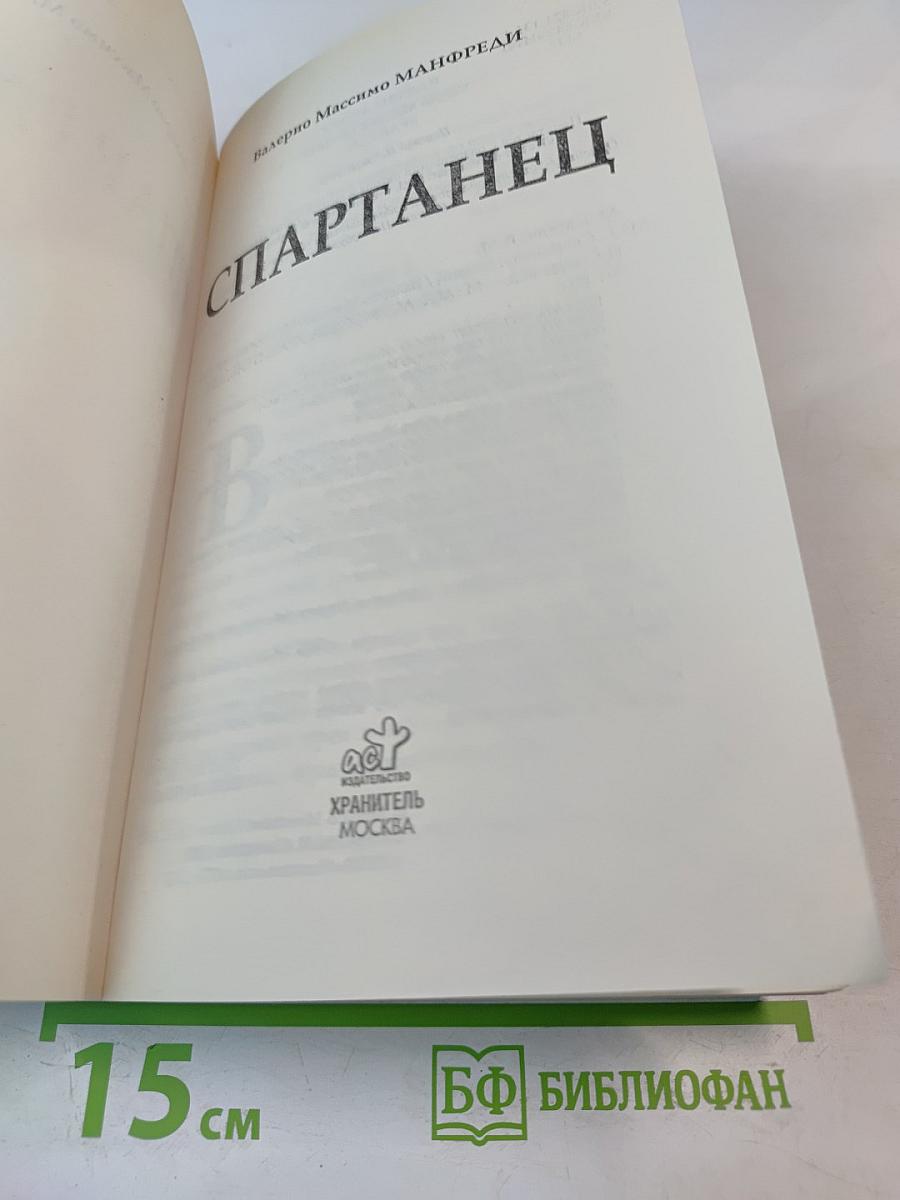 Валерио Массимо МАНФРЕДИ
СПАРТАНЕЦ
В
аст
ИЗДАТЕЛЬСТВО
ХРАНИТЕЛЬ
МОСКВА
15 см
БФ БИБЛИОФАН